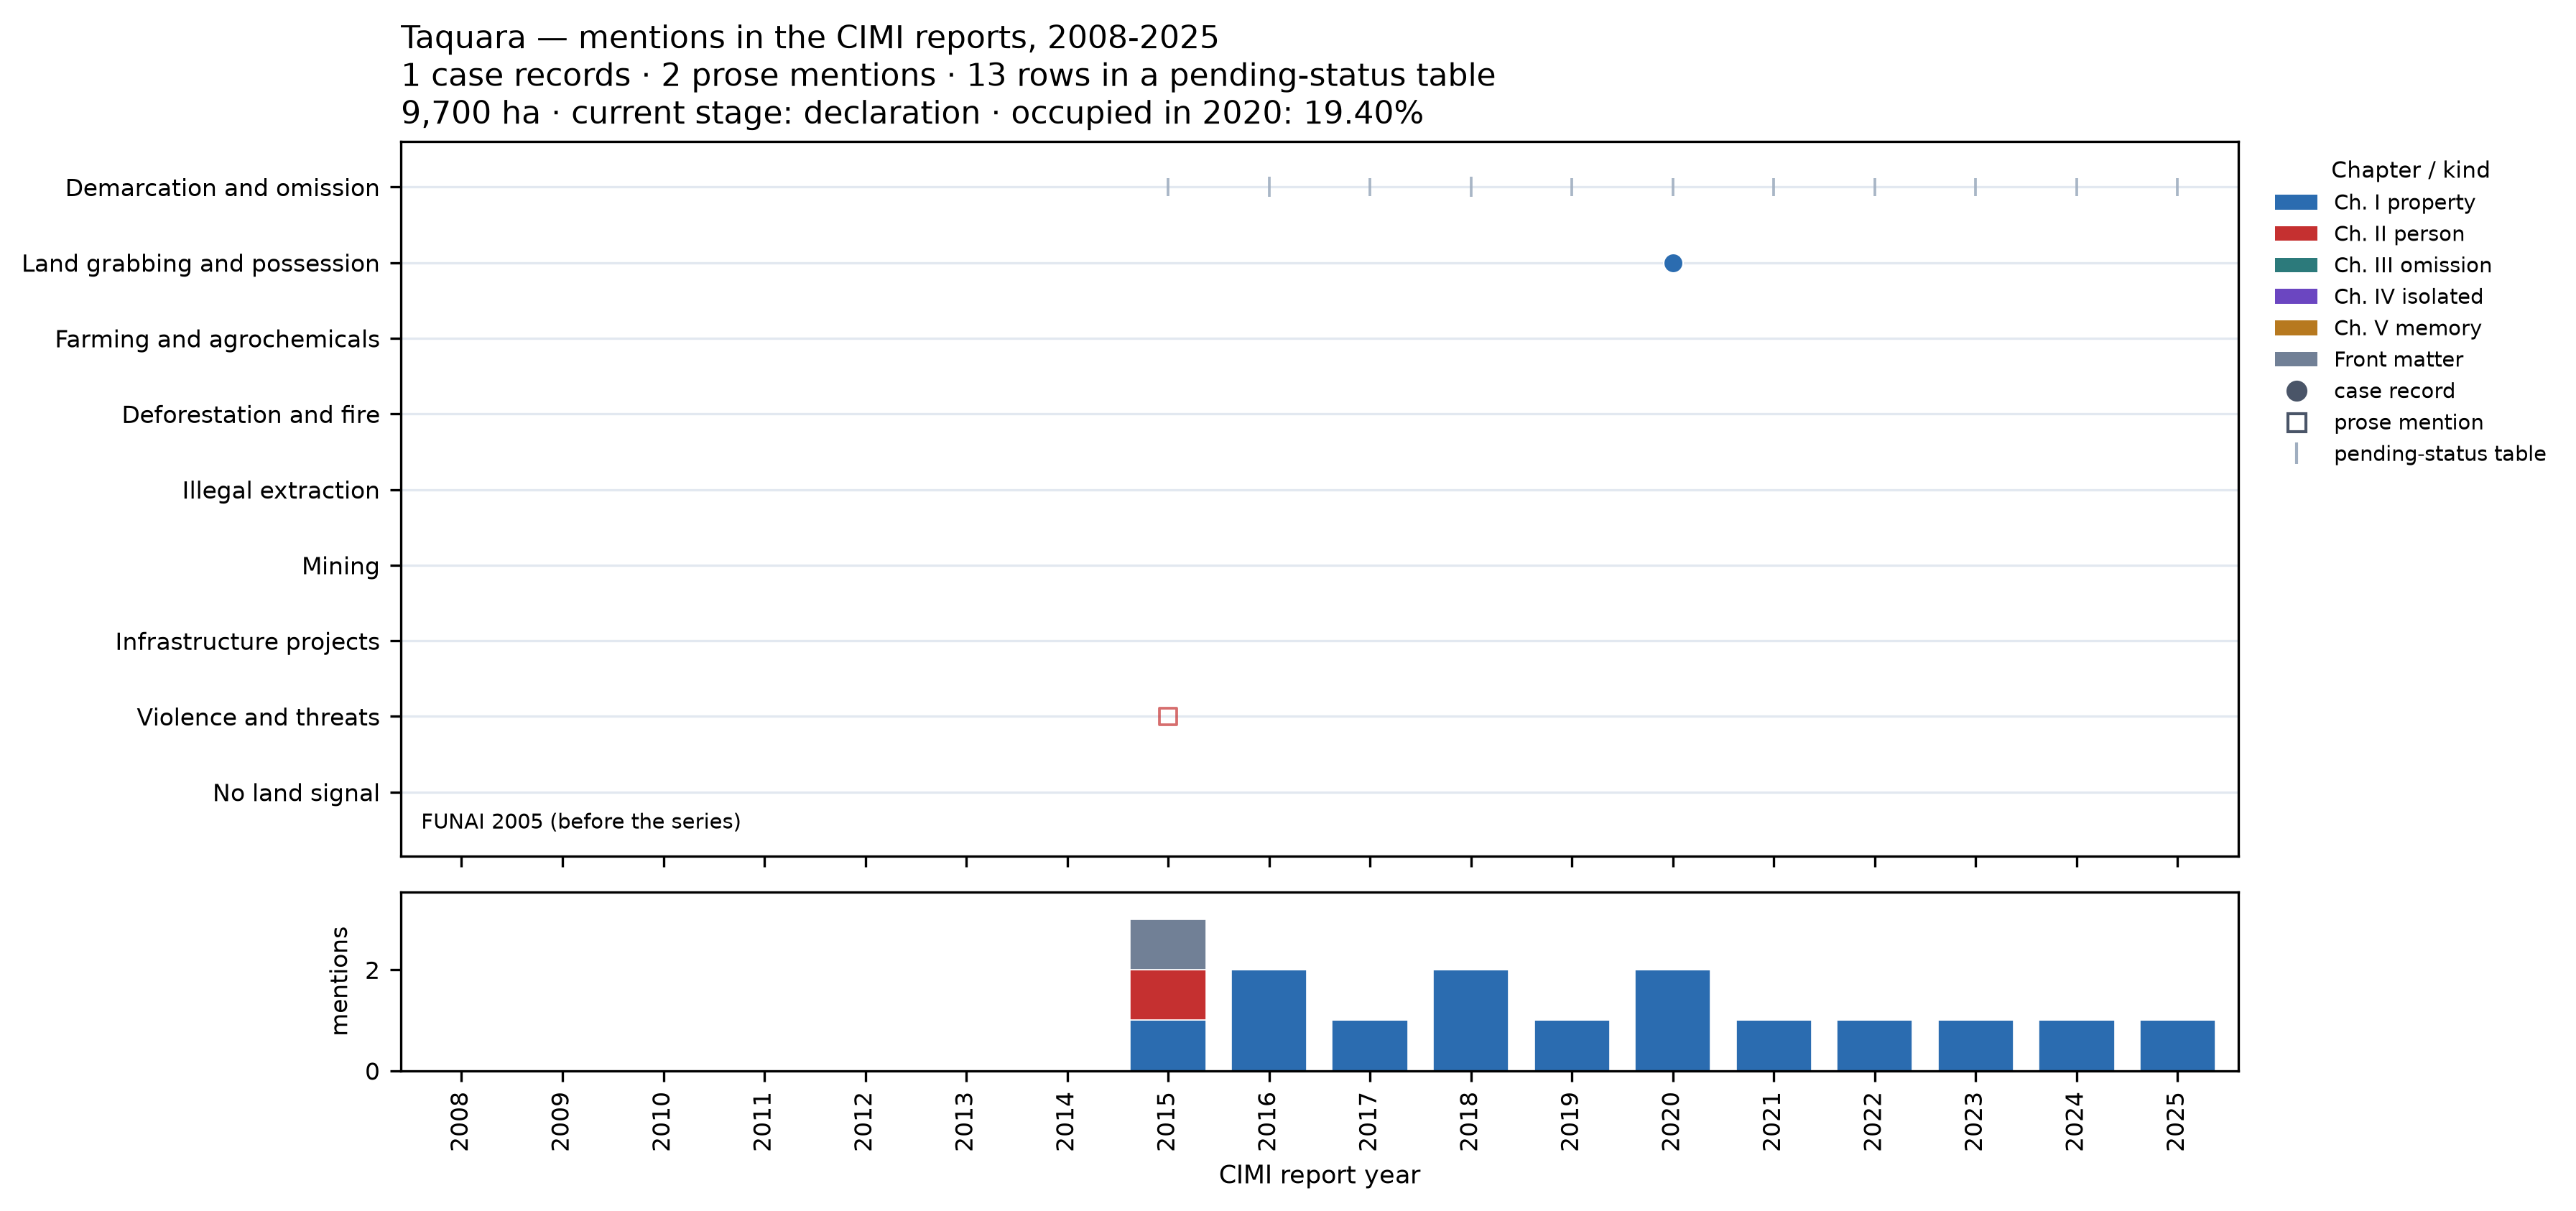 Taquara — mentions in the CIMI reports, 2008-2025
1 case records · 2 prose mentions · 13 rows in a pending-status table
9,700 ha · current stage: declaration · occupied in 2020: 19.40%
Demarcation and omission
Land grabbing and possession
Farming and agrochemicals
Deforestation and fire
Illegal extraction
Mining
Infrastructure projects
Violence and threats
No land signal
FUNAI 2005 (before the series)
Chapter / kind
Ch. I property
Ch. II person
Ch. III omission
Ch. IV isolated
Ch. V memory
Front matter
case record
prose mention
pending-status table
mentions
2
0
2008
2009
2010
2011
2012
2013
2014
2015
2016
2017
2018
2019
2020
2021
2022
2023
2024
2025
CIMI report year